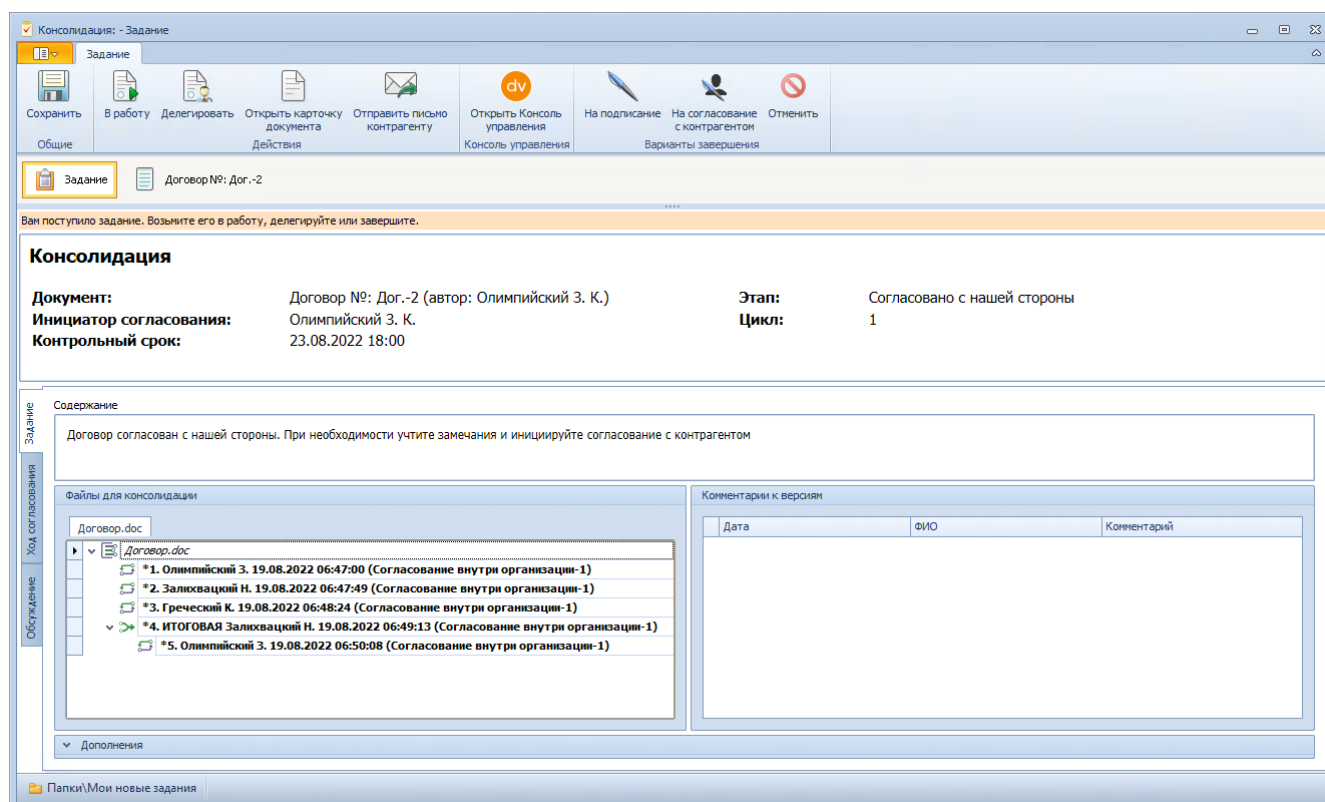 Консолидация: - Задание
Задание
Сохранить
В работу
Делегировать
Открыть карточку документа
Отправить письмо контрагенту
Открыть Консоль управления
На подписание
На согласование с контрагентом
Отменить
Общие
Действия
Консоль управления
Варианты завершения
dv
Задание
Договор №: Дог.-2
Вам поступило задание. Возьмите его в работу, делегируйте или завершите.
Консолидация
Документ: Договор №: Дог.-2 (автор: Олимпийский З. К.) Этап: Согласовано с нашей стороны
Инициатор согласования: Олимпийский З. К. Цикл: 1
Контрольный срок: 23.08.2022 18:00
Задание
Ход согласования
Обсуждение
Содержание
Договор согласован с нашей стороны. При необходимости учтите замечания и инициируйте согласование с контрагентом
Файлы для консолидации
Договор.doc
Договор.doc
*1. Олимпийский З. 19.08.2022 06:47:00 (Согласование внутри организации-1)
*2. Залихвацкий Н. 19.08.2022 06:47:49 (Согласование внутри организации-1)
*3. Греческий К. 19.08.2022 06:48:24 (Согласование внутри организации-1)
*4. ИТОГОВАЯ Залихвацкий Н. 19.08.2022 06:49:13 (Согласование внутри организации-1)
*5. Олимпийский З. 19.08.2022 06:50:08 (Согласование внутри организации-1)
Комментарии к версиям
Дата ФИО Комментарий
Дополнения
Папки\Мои новые задания